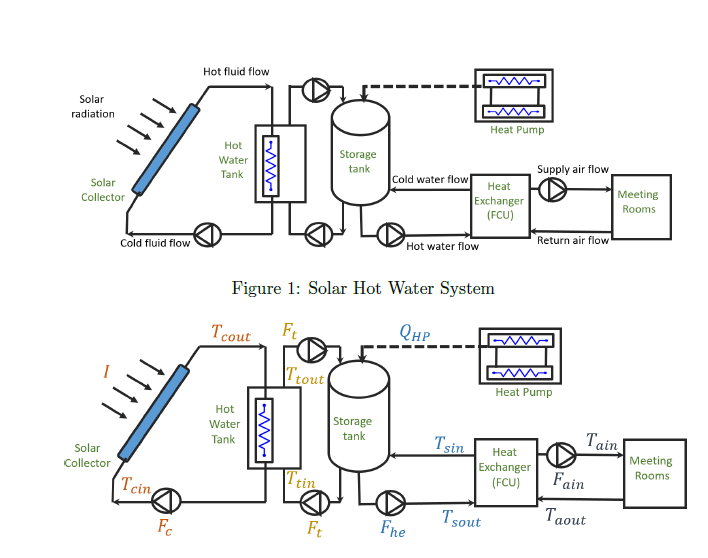 Hot fluid flow
Solar
radiation
Heat Pump
Hot
Water
Tank
Storage
tank
Solar
Collector
Cold water flow
Supply air flow
Heat
Exchanger
(FCU)
Meeting
Rooms
Cold fluid flow
Hot water flow
Return air flow
Figure 1: Solar Hot Water System
T_cout
F_t
Q_HP
I
T_tout
Heat Pump
Hot
Water
Tank
Storage
tank
Solar
Collector
T_sin
T_ain
Heat
Exchanger
(FCU)
Meeting
Rooms
T_cin
T_tin
F_ain
F_c
F_t
F_he
T_sout
T_aout